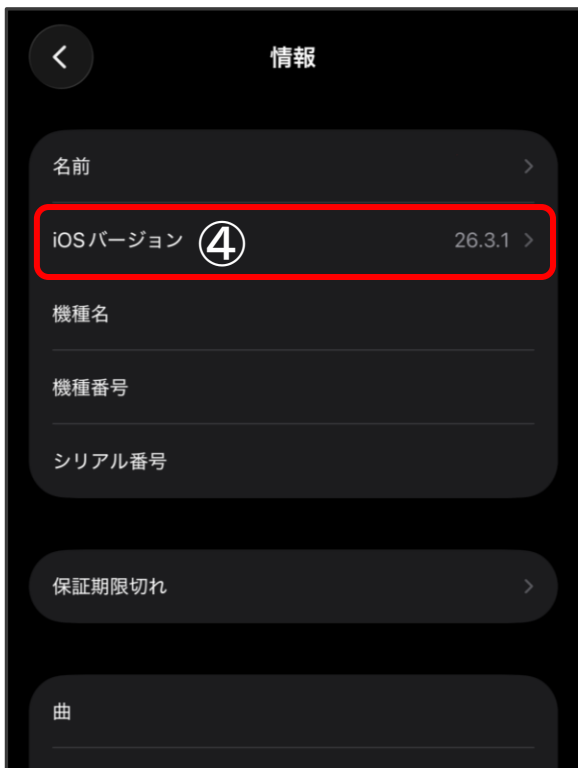 情報
名前
iOSバージョン ④ 26.3.1
機種名
機種番号
シリアル番号
保証期限切れ
曲